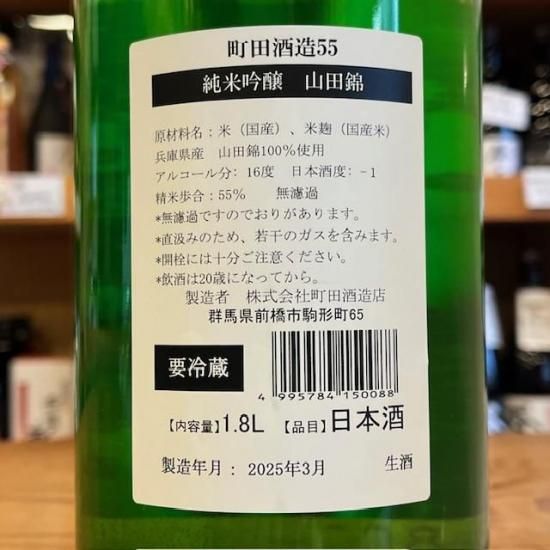 町田酒造55
純米吟醸 山田錦
原材料名：米（国産）、米麹（国産米）
兵庫県産 山田錦100％使用
アルコール分：16度 日本酒度：-1
精米歩合：55％ 無濾過
*無濾過ですのでおりがあります。
*直汲みのため、若干のガスを含みます。
*開栓には十分ご注意ください。
*飲酒は20歳になってから。
製造者 株式会社町田酒造店
群馬県前橋市駒形町65
要冷蔵
4 995784 150088
【内容量】1.8L 【品目】日本酒
製造年月：2025年3月 生酒